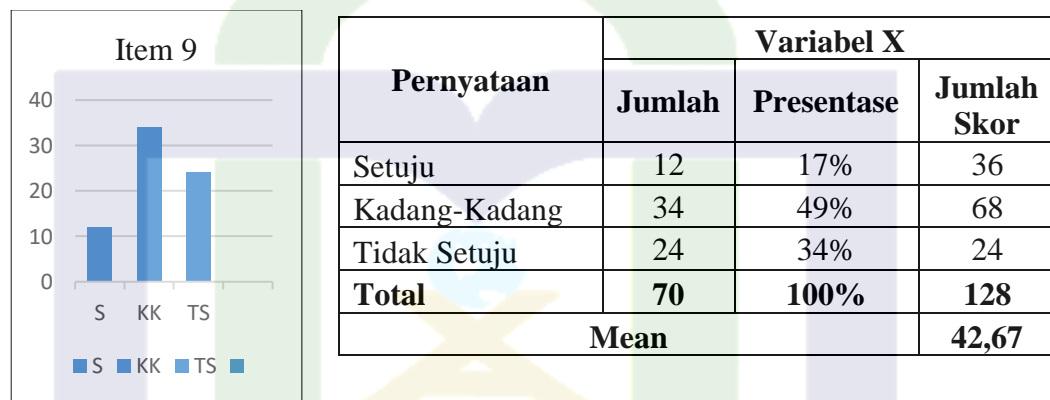 Item 9
40
30
20
10
0
S KK TS
S KK TS
Pernyataan
Variabel X
Jumlah Presentase Jumlah Skor
Setuju 12 17% 36
Kadang-Kadang 34 49% 68
Tidak Setuju 24 34% 24
Total 70 100% 128
Mean 42,67